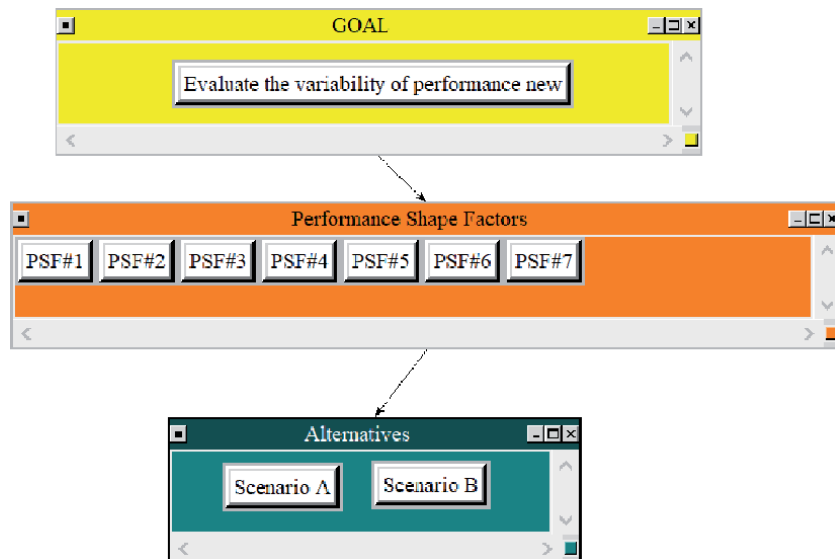 GOAL
Evaluate the variability of performance new
Performance Shape Factors
PSF#1 PSF#2 PSF#3 PSF#4 PSF#5 PSF#6 PSF#7
Alternatives
Scenario A Scenario B